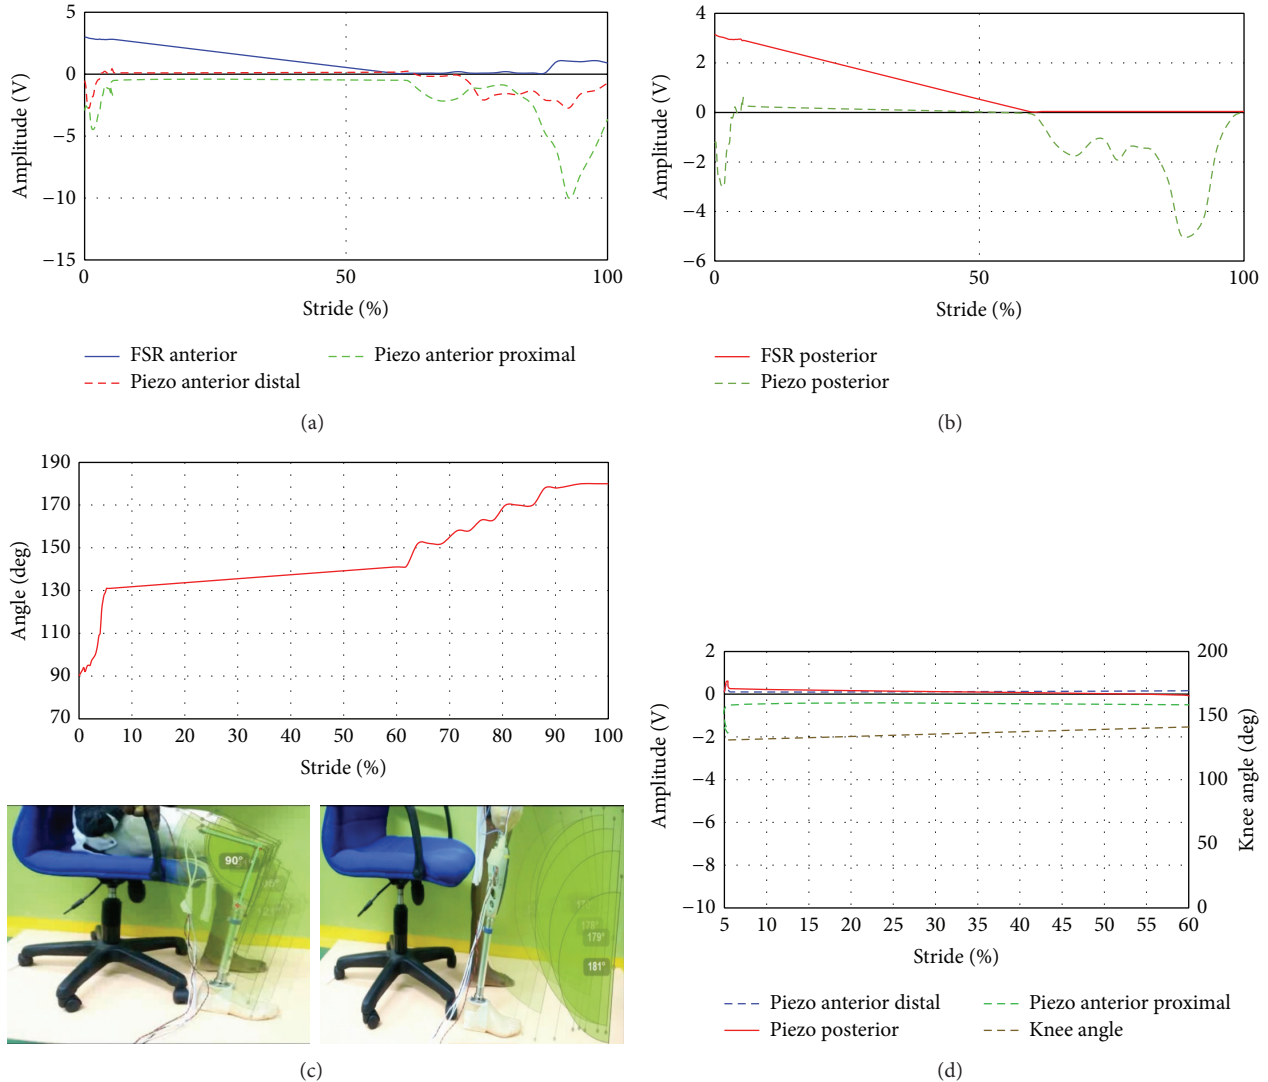 5
0
−5
−10
−15
Amplitude (V)
0 50 100
Stride (%)
FSR anterior
Piezo anterior distal
Piezo anterior proximal
(a)
4
2
0
−2
−4
−6
Amplitude (V)
0 50 100
Stride (%)
FSR posterior
Piezo posterior
(b)
190
170
150
130
110
90
70
Angle (deg)
0 10 20 30 40 50 60 70 80 90 100
Stride (%)
90°
178°
179°
181°
(c)
2
0
−2
−4
−6
−8
−10
Amplitude (V)
200
150
100
50
0
Knee angle (deg)
5 10 15 20 25 30 35 40 45 50 55 60
Stride (%)
Piezo anterior distal
Piezo posterior
Piezo anterior proximal
Knee angle
(d)